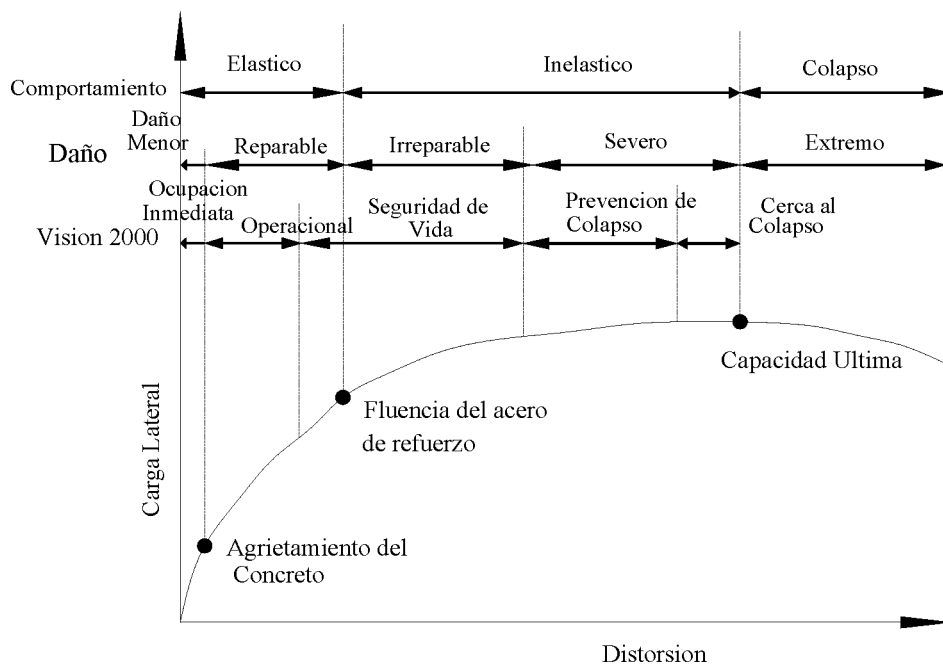 Elastico
Inelastico
Colapso
Comportamiento
Daño
Menor
Daño
Reparable
Irreparable
Severo
Extremo
Ocupacion
Inmediata
Operacional
Seguridad de
Vida
Prevencion de
Colapso
Cerca al
Colapso
Vision 2000
Capacidad Ultima
Fluencia del acero
de refuerzo
Carga Lateral
Agrietamiento del
Concreto
Distorsion